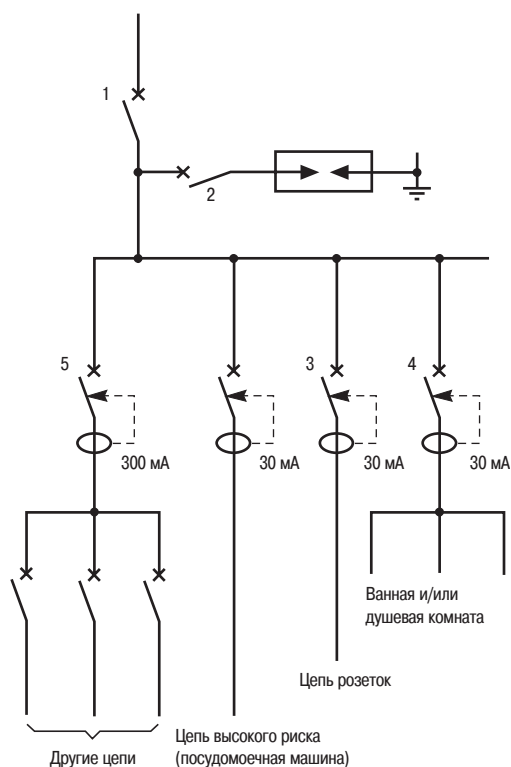 1
2
5
3
4
300 мА
30 мА
30 мА
30 мА
Ванная и/или
душевая комната
Цепь розеток
Другие цепи
Цепь высокого риска
(посудомоечная машина)